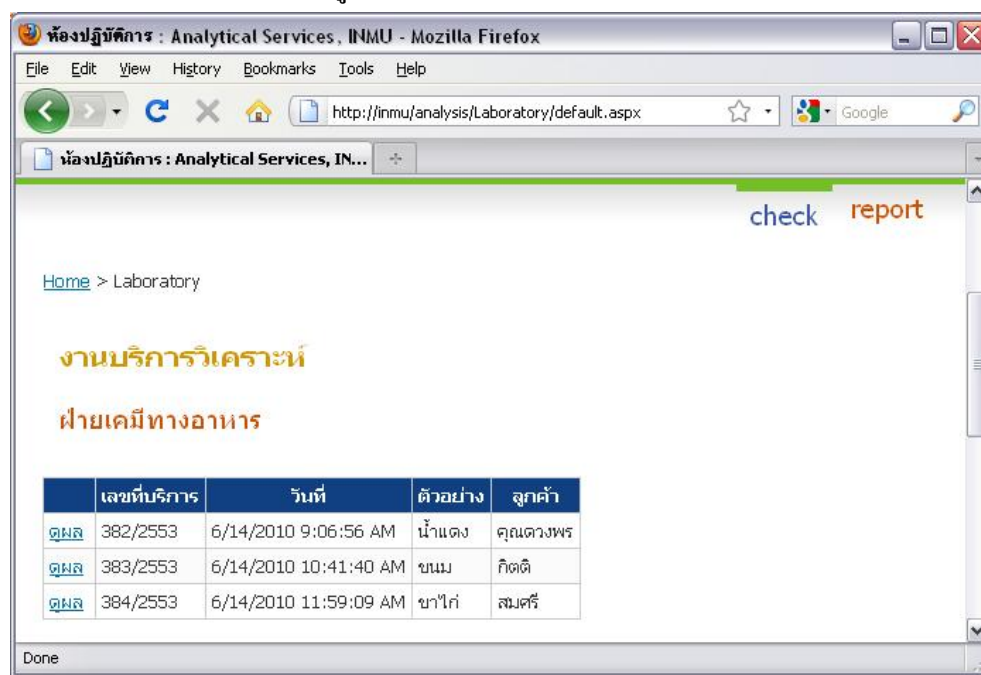 ห้องปฏิบัติการ : Analytical Services, INMU - Mozilla Firefox
File Edit View History Bookmarks Tools Help
http://inmu/analysis/Laboratory/default.aspx Google
ห้องปฏิบัติการ : Analytical Services, IN...
check report
Home > Laboratory
งานบริการวิเคราะห์
ฝ่ายเคมีทางอาหาร
เลขที่บริการ วันที่ ตัวอย่าง ลูกค้า
ดูผล 382/2553 6/14/2010 9:06:56 AM น้ำแดง คุณดวงพร
ดูผล 383/2553 6/14/2010 10:41:40 AM ขนม กิตติ
ดูผล 384/2553 6/14/2010 11:59:09 AM ขาไก่ สมศรี
Done